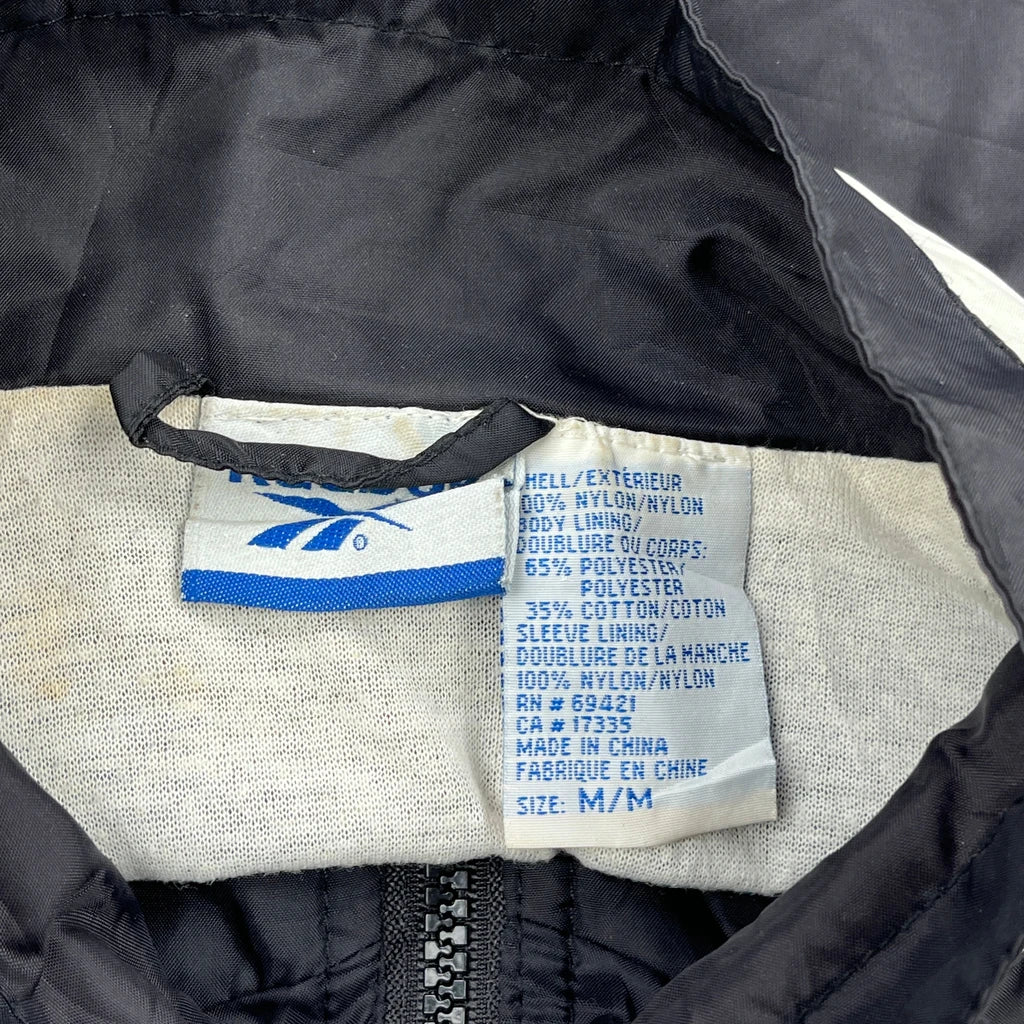 Reebok
®
SHELL/EXTÉRIEUR
100% NYLON/NYLON
BODY LINING/
DOUBLURE OU CORPS:
65% POLYESTER/
POLYESTER
35% COTTON/COTON
SLEEVE LINING/
DOUBLURE DE LA MANCHE
100% NYLON/NYLON
RN # 69421
CA # 17335
MADE IN CHINA
FABRIQUE EN CHINE
SIZE: M/M